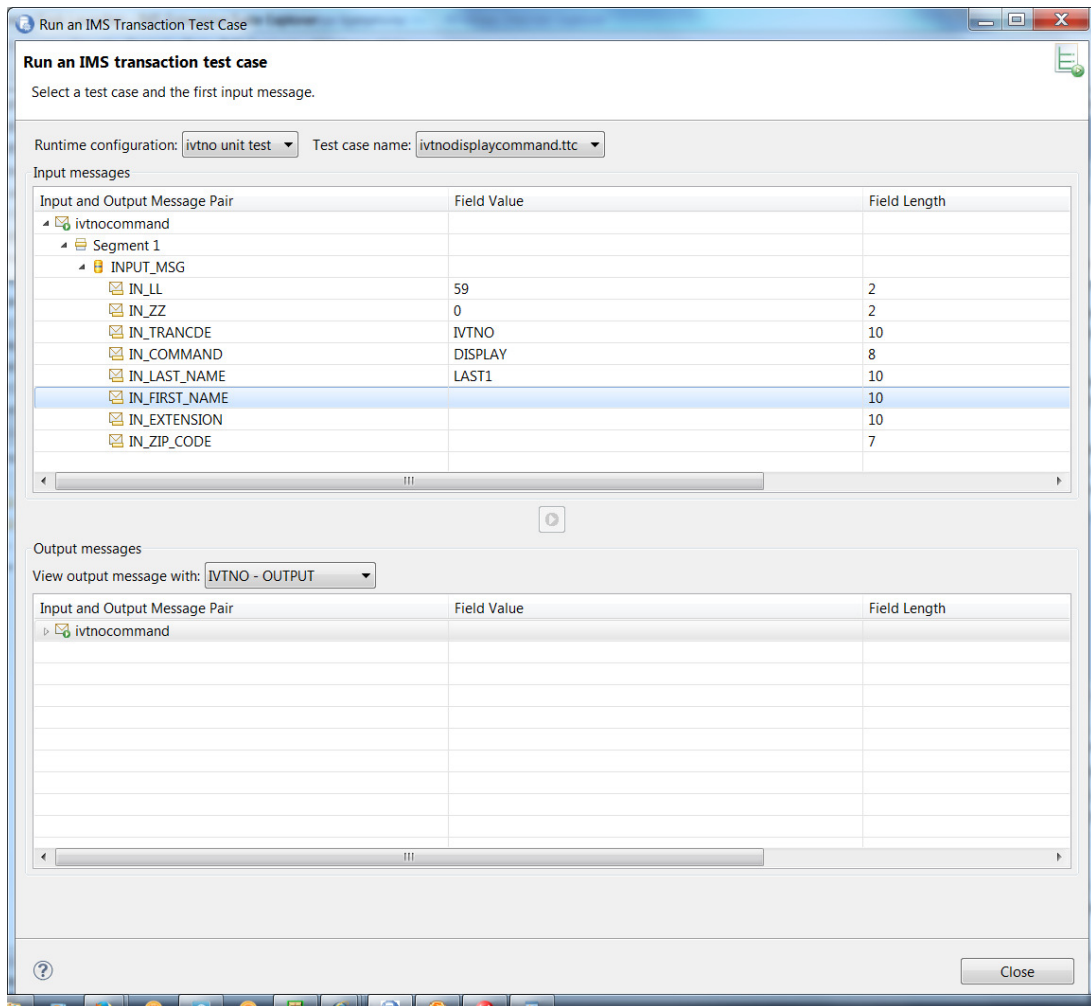 Run an IMS Transaction Test Case
Run an IMS transaction test case
Select a test case and the first input message.
Runtime configuration: ivtno unit test Test case name: ivtnodisplaycommand.ttc
Input messages
Input and Output Message Pair Field Value Field Length
ivtnocommand
Segment 1
INPUT_MSG
IN_LL 59 2
IN_ZZ 0 2
IN_TRANCDE IVTNO 10
IN_COMMAND DISPLAY 8
IN_LAST_NAME LAST1 10
IN_FIRST_NAME 10
IN_EXTENSION 10
IN_ZIP_CODE 7
Output messages
View output message with: IVTNO - OUTPUT
Input and Output Message Pair Field Value Field Length
ivtnocommand
Close